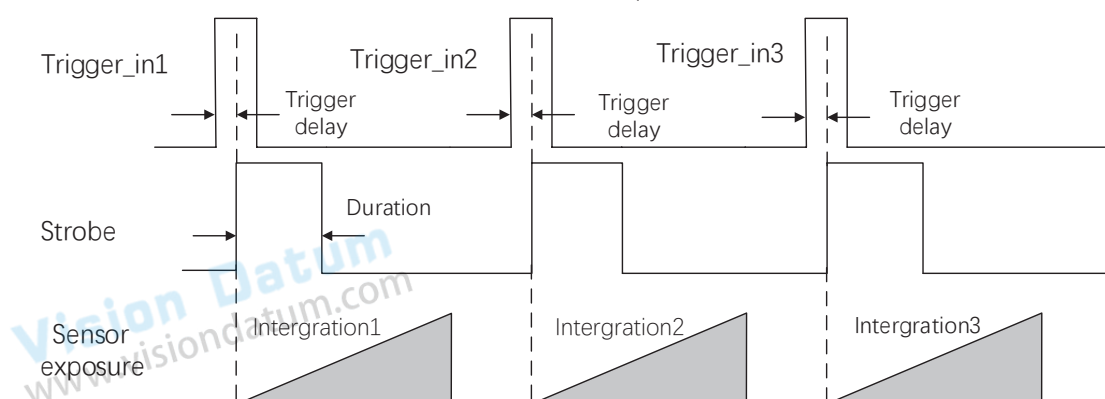 Trigger_in1
Trigger_in2
Trigger_in3
Trigger
delay
Trigger
delay
Trigger
delay
Strobe
Duration
Vision Datum
www.visiondatum.com
Sensor
exposure
Intergration1
Intergration2
Intergration3